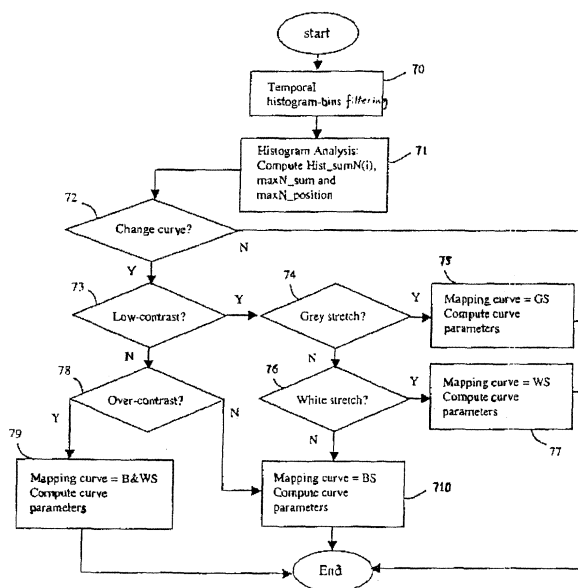 start
70
Temporal
histogram-bins filtering
71
Histogram Analysis:
Compute Hist_sumN(i),
maxN_sum and
maxN_position
72
Change curve?
N
Y
73
Low-contrast?
Y
74
Grey stretch?
Y
75
Mapping curve = GS
Compute curve
parameters
N
N
78
Over-contrast?
Y
N
76
White stretch?
Y
Mapping curve = WS
Compute curve
parameters
77
N
79
Mapping curve = B&WS
Compute curve
parameters
Mapping curve = BS
Compute curve
parameters
710
End